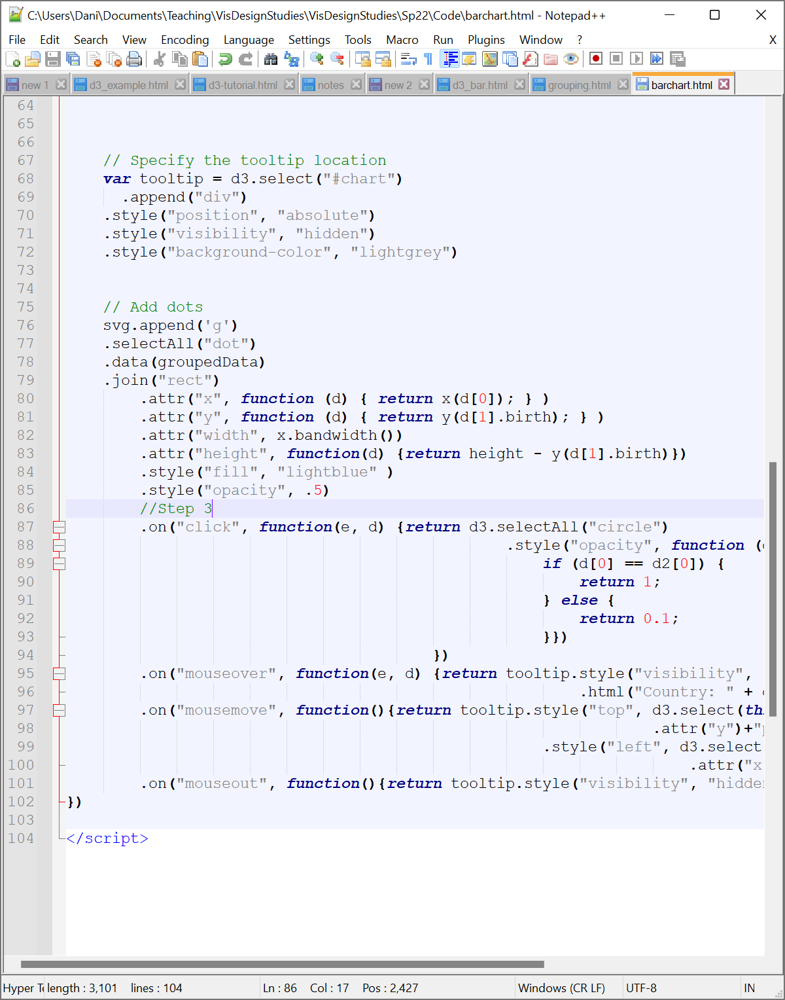 C:\Users\Dani\Documents\Teaching\VisDesignStudies\VisDesignStudies\Sp22\Code\barchart.html - Notepad++
File Edit Search View Encoding Language Settings Tools Macro Run Plugins Window ? X
new 1 d3_example.html d3-tutorial.html notes new 2 d3_bar.html grouping.html barchart.html
64
65
66
67 // Specify the tooltip location
68 var tooltip = d3.select("#chart")
69 .append("div")
70 .style("position", "absolute")
71 .style("visibility", "hidden")
72 .style("background-color", "lightgrey")
73
74
75 // Add dots
76 svg.append('g')
77 .selectAll("dot")
78 .data(groupedData)
79 .join("rect")
80 .attr("x", function (d) { return x(d[0]); } )
81 .attr("y", function (d) { return y(d[1].birth); } )
82 .attr("width", x.bandwidth())
83 .attr("height", function(d) {return height - y(d[1].birth)})
84 .style("fill", "lightblue" )
85 .style("opacity", .5)
86 //Step 3
87 .on("click", function(e, d) {return d3.selectAll("circle")
88 .style("opacity", function (
89 if (d[0] == d2[0]) {
90 return 1;
91 } else {
92 return 0.1;
93 }})
94 })
95 .on("mouseover", function(e, d) {return tooltip.style("visibility",
96 .html("Country: " +
97 .on("mousemove", function(){return tooltip.style("top", d3.select(th
98 .attr("y")+"
99 .style("left", d3.select
100 .attr("x
101 .on("mouseout", function(){return tooltip.style("visibility", "hidde
102 })
103
104 </script>
Hyper Te length : 3,101 lines : 104 Ln : 86 Col : 17 Pos : 2,427 Windows (CR LF) UTF-8 IN